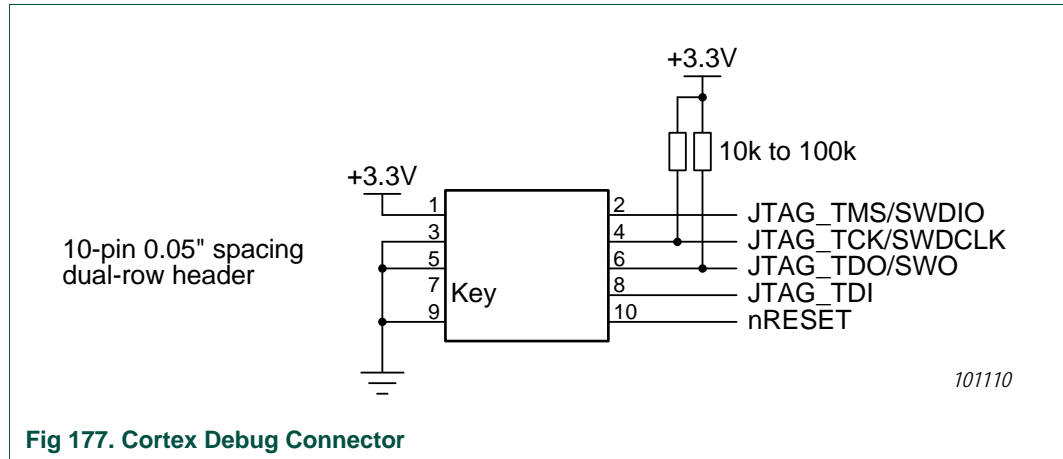 +3.3V
10k to 100k
+3.3V
1
2
JTAG_TMS/SWDIO
3
4
JTAG_TCK/SWDCLK
10-pin 0.05" spacing
dual-row header
5
6
JTAG_TDO/SWO
7
Key
8
JTAG_TDI
9
10
nRESET
101110
Fig 177. Cortex Debug Connector